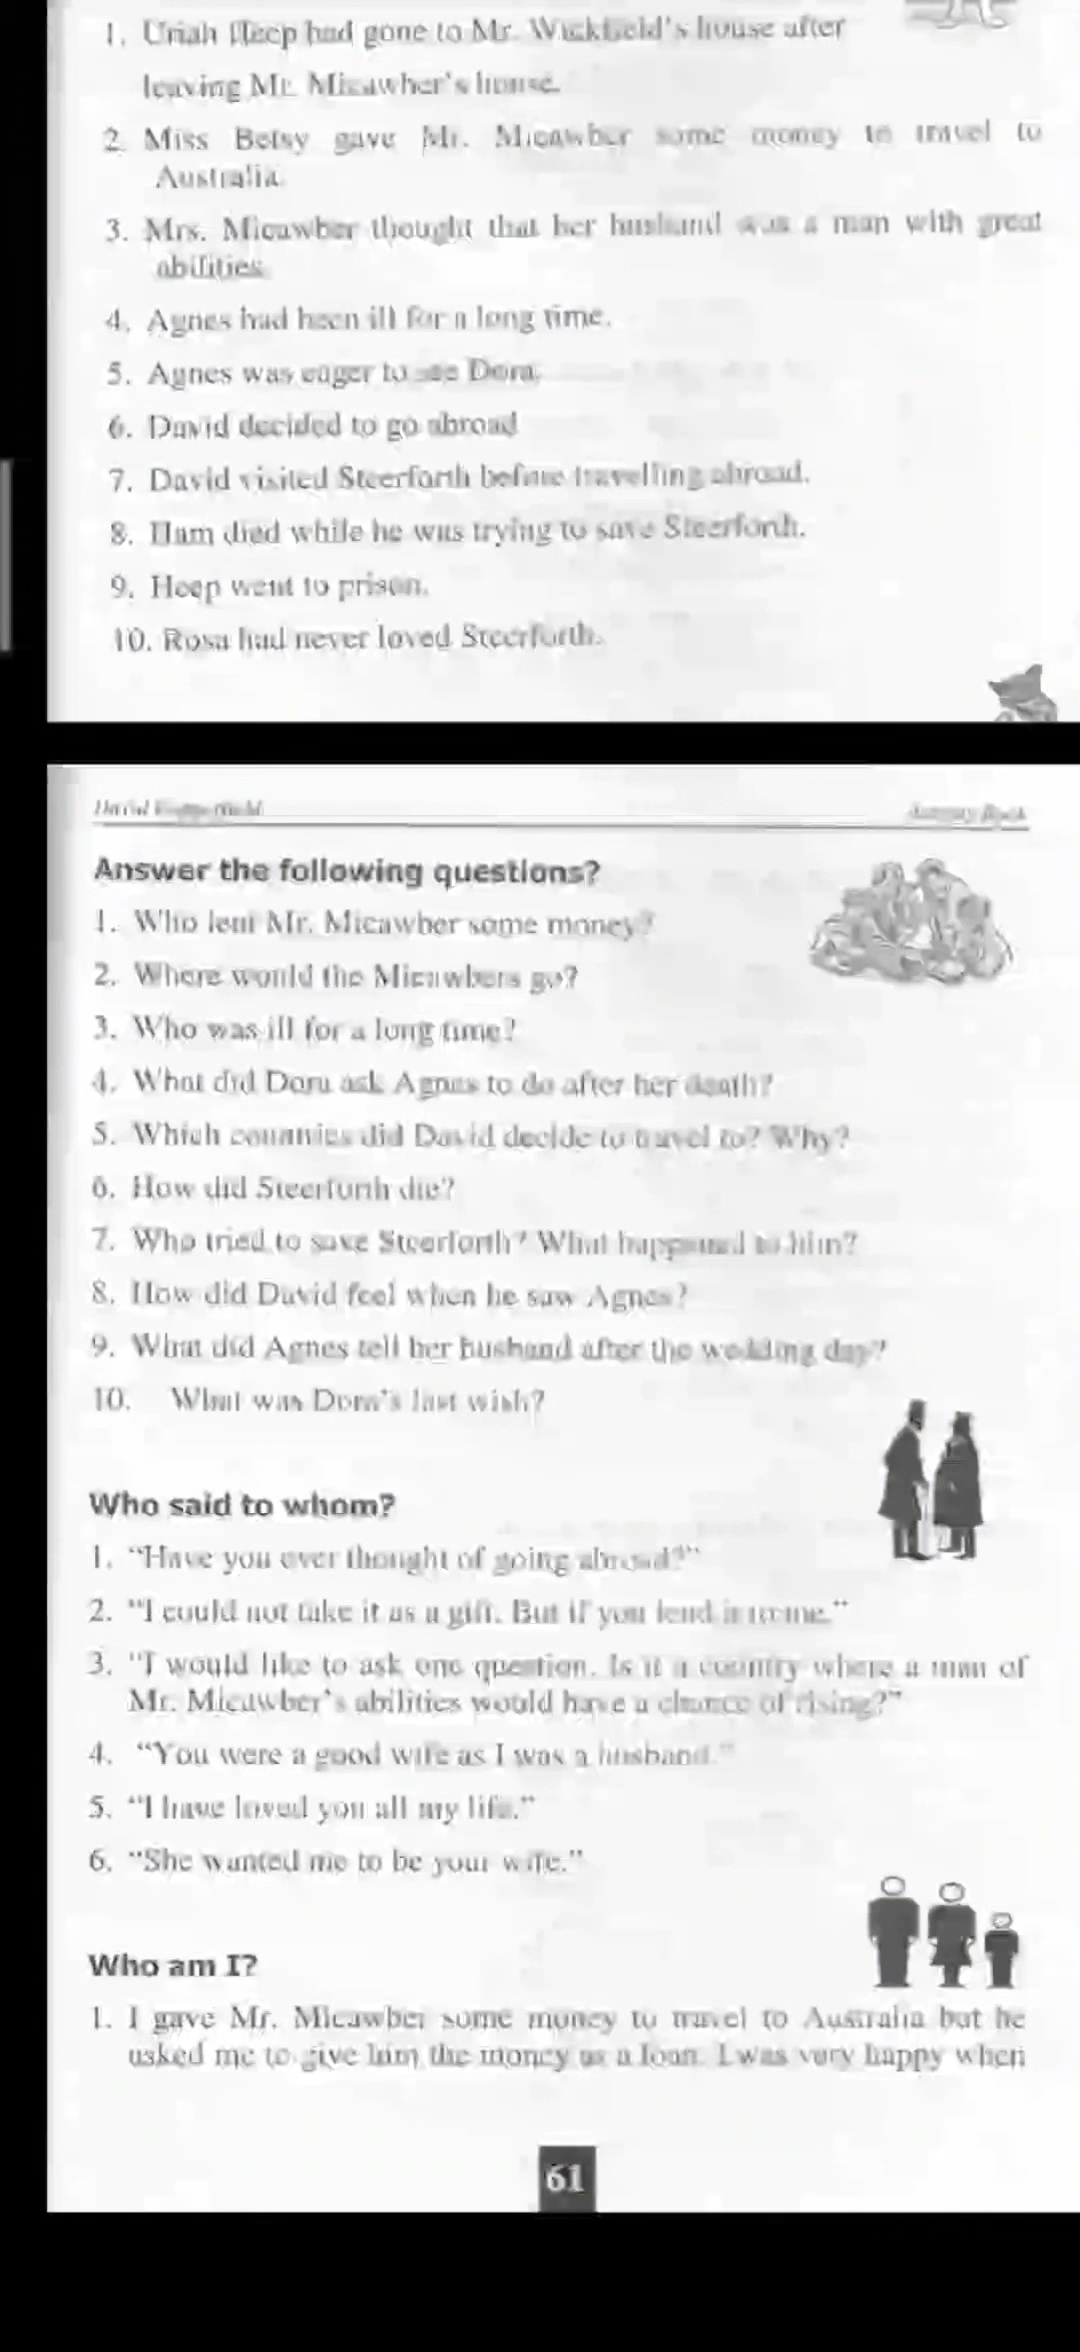 1. Uriah Heep had gone to Mr. Wickfield's house after
leaving Mr. Micawber's house.
2. Miss Betsy gave Mr. Micawber some money to travel to
Australia.
3. Mrs. Micawber thought that her husband was a man with great
abilities.
4. Agnes had been ill for a long time.
5. Agnes was eager to see Dora.
6. David decided to go abroad
7. David visited Steerforth before travelling abroad.
8. Ham died while he was trying to save Steerforth.
9. Heep went to prison.
10. Rosa had never loved Steerforth.
David Copperfield
Activity Book
Answer the following questions?
1. Who lent Mr. Micawber some money?
2. Where would the Micawbers go?
3. Who was ill for a long time?
4. What did Dora ask Agnes to do after her death?
5. Which countries did David decide to travel to? Why?
6. How did Steerforth die?
7. Who tried to save Steerforth? What happened to him?
8. How did David feel when he saw Agnes?
9. What did Agnes tell her husband after the wedding day?
10. What was Dora's last wish?
Who said to whom?
1. "Have you ever thought of going abroad?"
2. "I could not take it as a gift. But if you lend it to me."
3. "I would like to ask one question. Is it a country where a man of
Mr. Micawber's abilities would have a chance of rising?"
4. "You were a good wife as I was a husband."
5. "I have loved you all my life."
6. "She wanted me to be your wife."
Who am I?
1. I gave Mr. Micawber some money to travel to Australia but he
asked me to give him the money as a loan. I was very happy when
61